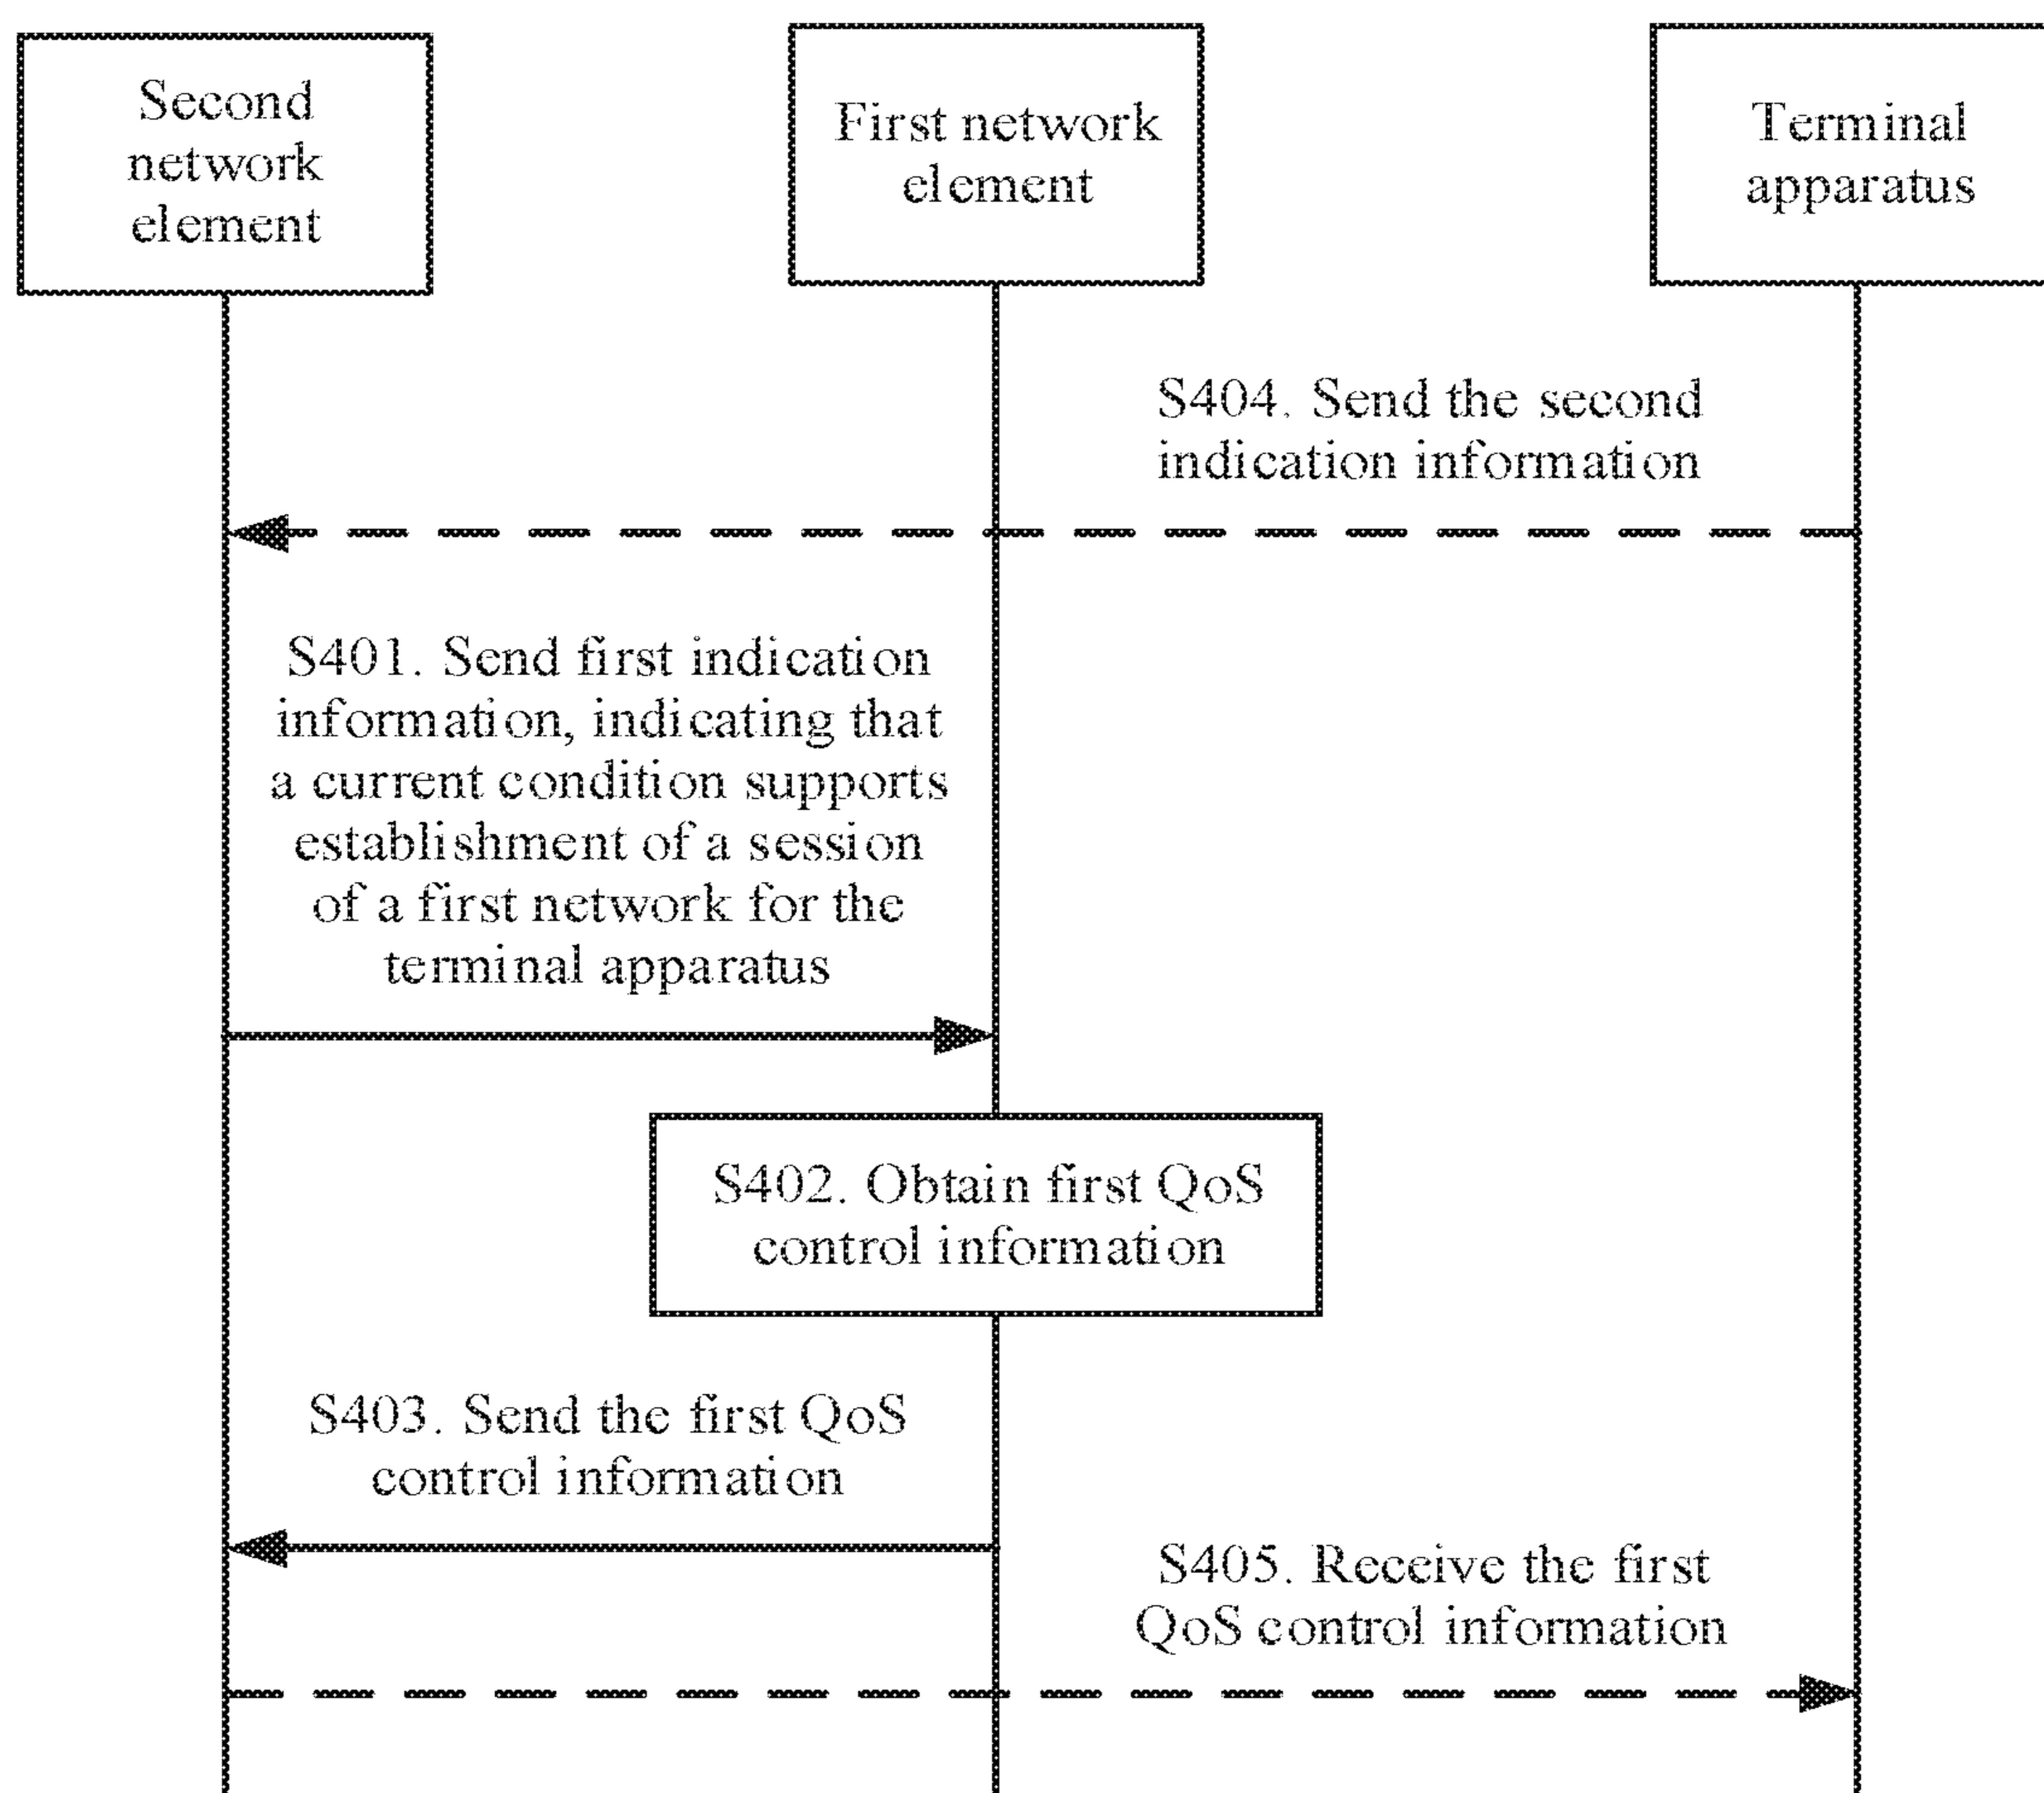 Second
network
element
First network
element
Terminal
apparatus
S404. Send the second
indication information
S401. Send first indication
information, indicating that
a current condition supports
establishment of a session
of a first network for the
terminal apparatus
S402. Obtain first QoS
control information
S403. Send the first QoS
control information
S405. Receive the first
QoS control information